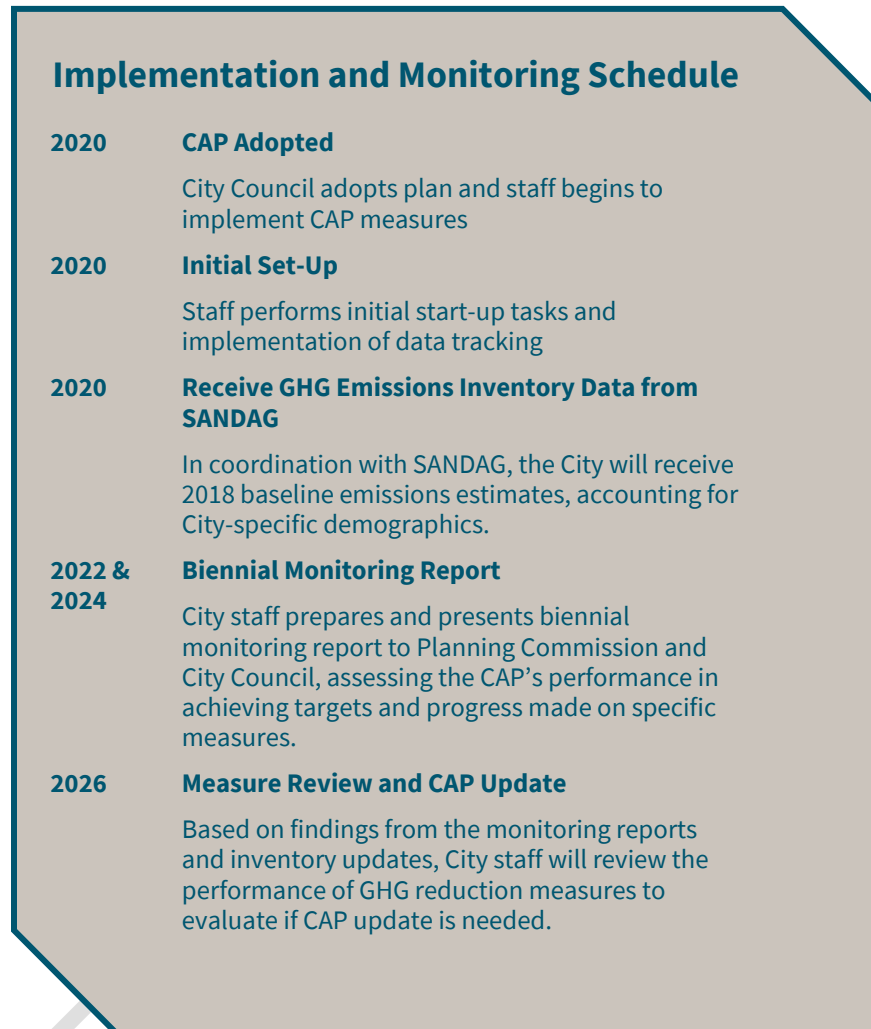 Implementation and Monitoring Schedule
2020 CAP Adopted
City Council adopts plan and staff begins to
implement CAP measures
2020 Initial Set-Up
Staff performs initial start-up tasks and
implementation of data tracking
2020 Receive GHG Emissions Inventory Data from
SANDAG
In coordination with SANDAG, the City will receive
2018 baseline emissions estimates, accounting for
City-specific demographics.
2022 & Biennial Monitoring Report
2024
City staff prepares and presents biennial
monitoring report to Planning Commission and
City Council, assessing the CAP’s performance in
achieving targets and progress made on specific
measures.
2026 Measure Review and CAP Update
Based on findings from the monitoring reports
and inventory updates, City staff will review the
performance of GHG reduction measures to
evaluate if CAP update is needed.